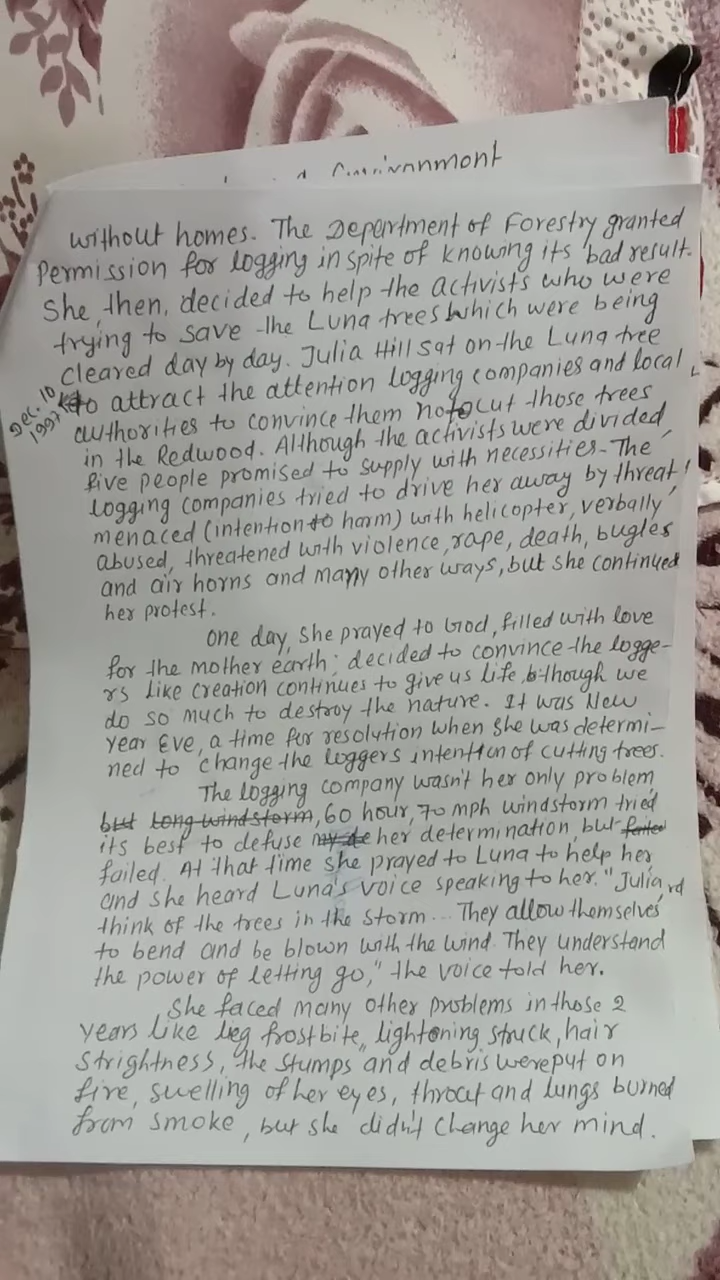 Environment
without homes. The Department of Forestry granted
Permission for logging in spite of knowing its bad result.
She, then, decided to help the activists who were
trying to save the Luna trees which were being
cleared day by day. Julia Hill sat on the Luna tree
Dec. 10 1997 to attract the attention logging companies and local
authorities to convince them not to cut those trees
in the Redwood. Although the activists were divided,
five people promised to supply with necessities. The
logging companies tried to drive her away by threat,
menaced (intention to harm) with helicopter, verbally
abused, threatened with violence, rape, death, bugles
and air horns and many other ways, but she continued
her protest.
One day, she prayed to God, filled with love
for the mother earth; decided to convince the logge-
rs like creation continues to give us life, though we
do so much to destroy the nature. It was New
Year Eve, a time for resolution when she was determi-
ned to change the loggers intention of cutting trees.
The logging company wasn't her only problem,
but long windstorm, 60 hour, 70 mph windstorm tried
its best to defuse her determination, but failed
failed. At that time she prayed to Luna to help her,
and she heard Luna's voice speaking to her. "Julia,
think of the trees in the storm... They allow themselves
to bend and be blown with the wind. They understand
the power of letting go," the voice told her.
She faced many other problems in those 2
years like leg frostbite, lightening struck, hair
strightness, the stumps and debris were put on
fire, swelling of her eyes, throat and lungs burned
from smoke, but she didn't change her mind.